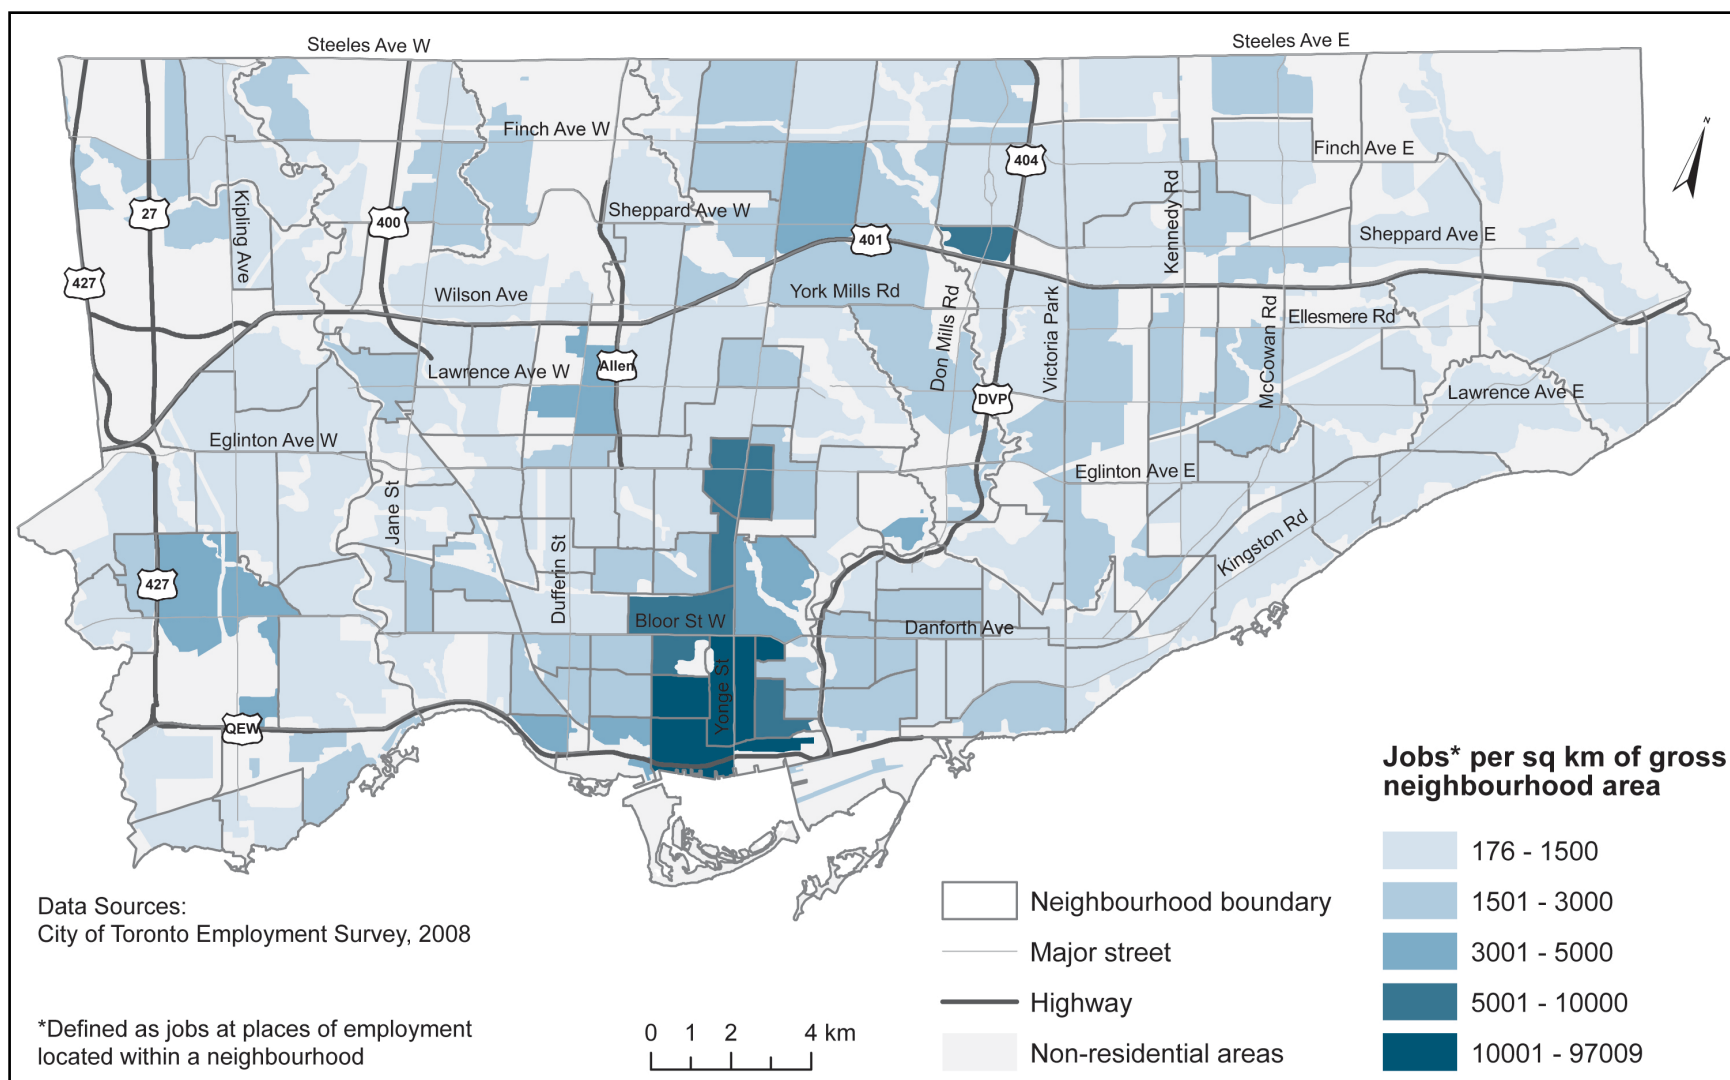 Steeles Ave W
Steeles Ave E
N
Finch Ave W
Finch Ave E
404
27
Kipling Ave
400
Sheppard Ave W
401
Kennedy Rd
Sheppard Ave E
427
Wilson Ave
York Mills Rd
Don Mills Rd
Victoria Park
McCowan Rd
Ellesmere Rd
Allen
Lawrence Ave W
DVP
Lawrence Ave E
Eglinton Ave W
Eglinton Ave E
Jane St
Dufferin St
Kingston Rd
427
Bloor St W
Danforth Ave
Yonge St
QEW
Jobs* per sq km of gross
neighbourhood area
176 - 1500
1501 - 3000
3001 - 5000
5001 - 10000
10001 - 97009
Neighbourhood boundary
Major street
Highway
Non-residential areas
Data Sources:
City of Toronto Employment Survey, 2008
*Defined as jobs at places of employment
located within a neighbourhood
0 1 2 4 km